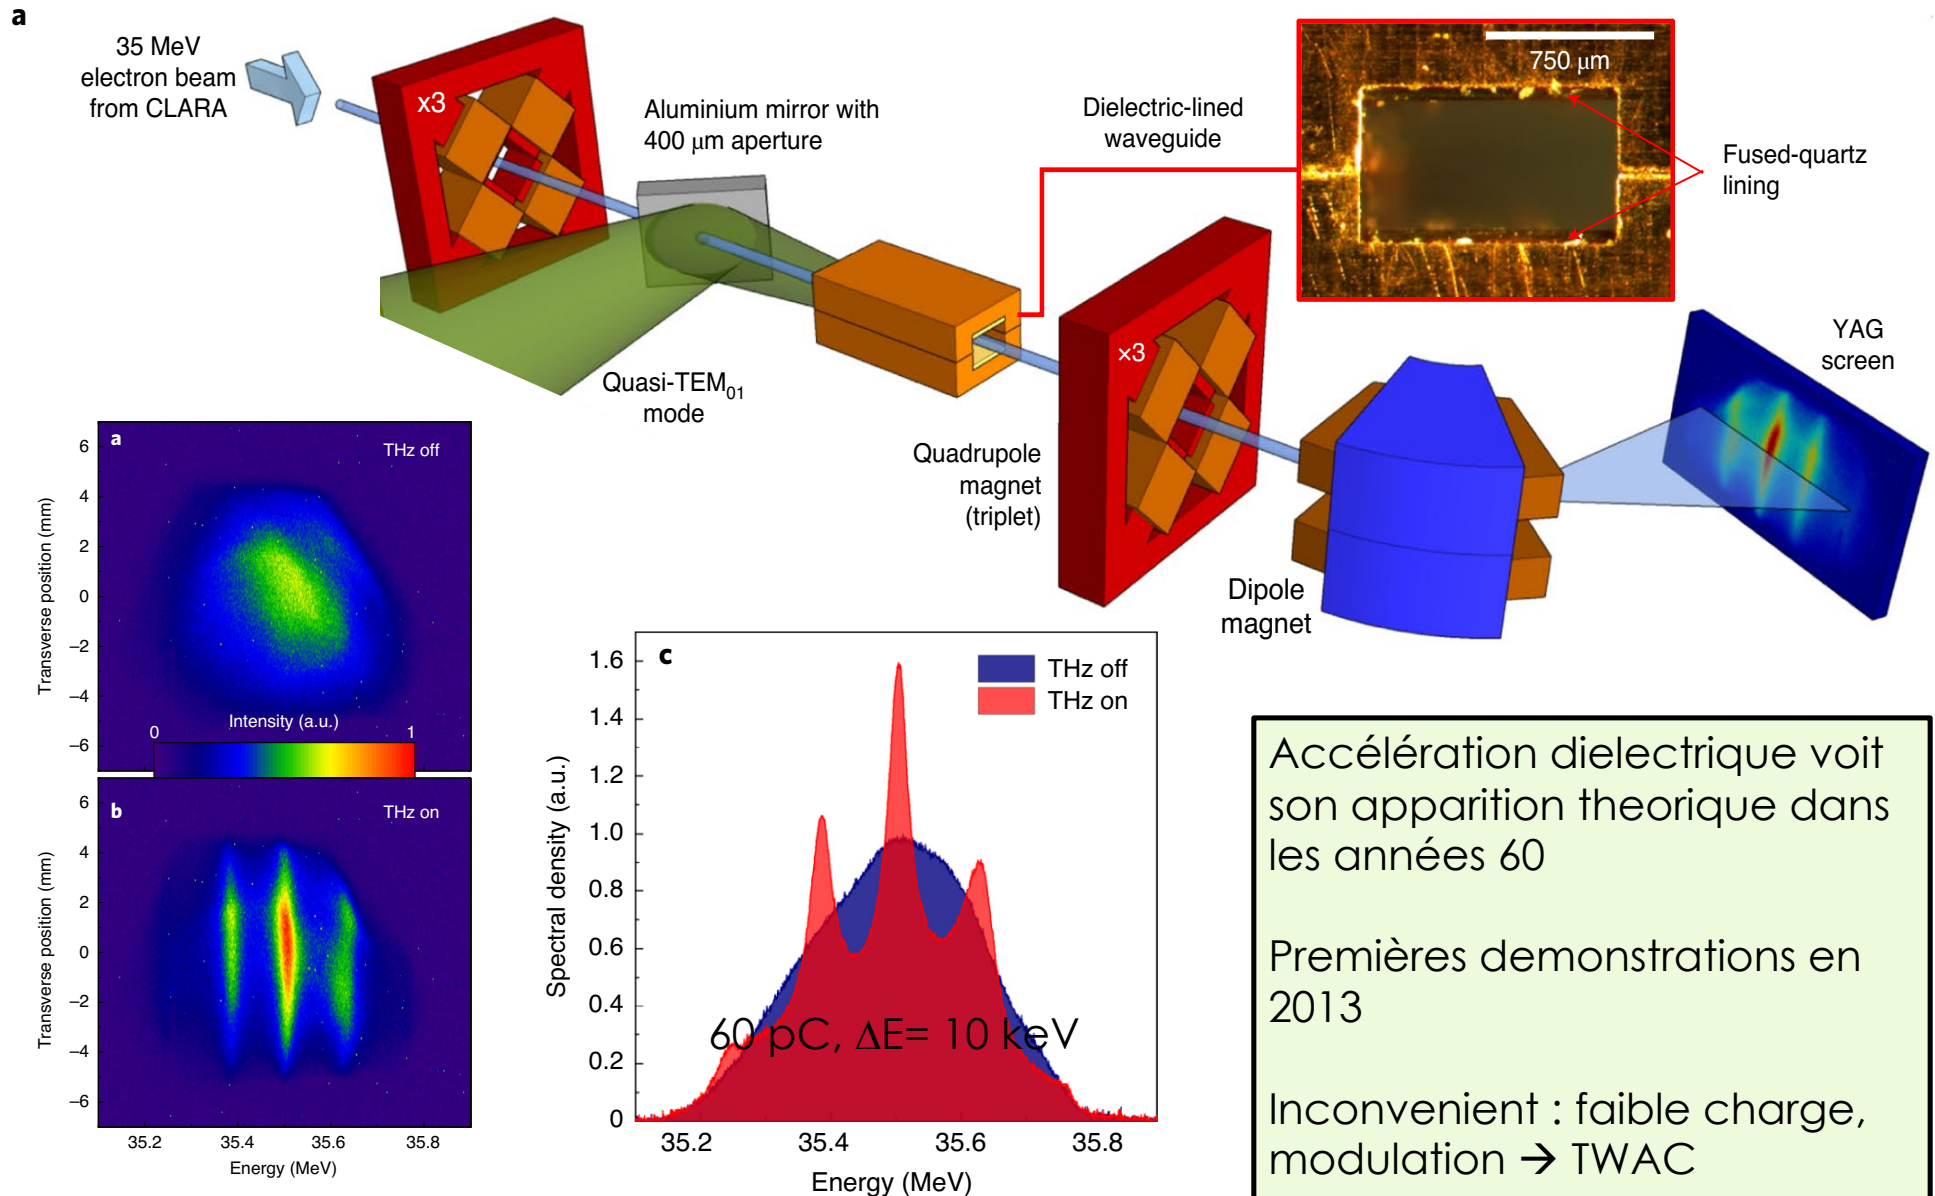 a
35 MeV
electron beam
from CLARA
x3
Aluminium mirror with
400 μm aperture
Dielectric-lined
waveguide
750 μm
Fused-quartz
lining
Quasi-TEM01
mode
×3
Quadrupole
magnet
(triplet)
Dipole
magnet
YAG
screen
a
THz off
Transverse position (mm)
6
4
2
0
–2
–4
–6
Intensity (a.u.)
0
1
b
THz on
Transverse position (mm)
6
4
2
0
–2
–4
–6
35.2
35.4
35.6
35.8
Energy (MeV)
c
THz off
THz on
Spectral density (a.u.)
1.6
1.4
1.2
1.0
0.8
0.6
0.4
0.2
0
60 pC, ΔE= 10 keV
35.2
35.4
35.6
35.8
Energy (MeV)
Accélération dielectrique voit
son apparition theorique dans
les années 60
Premières demonstrations en
2013
Inconvenient : faible charge,
modulation → TWAC